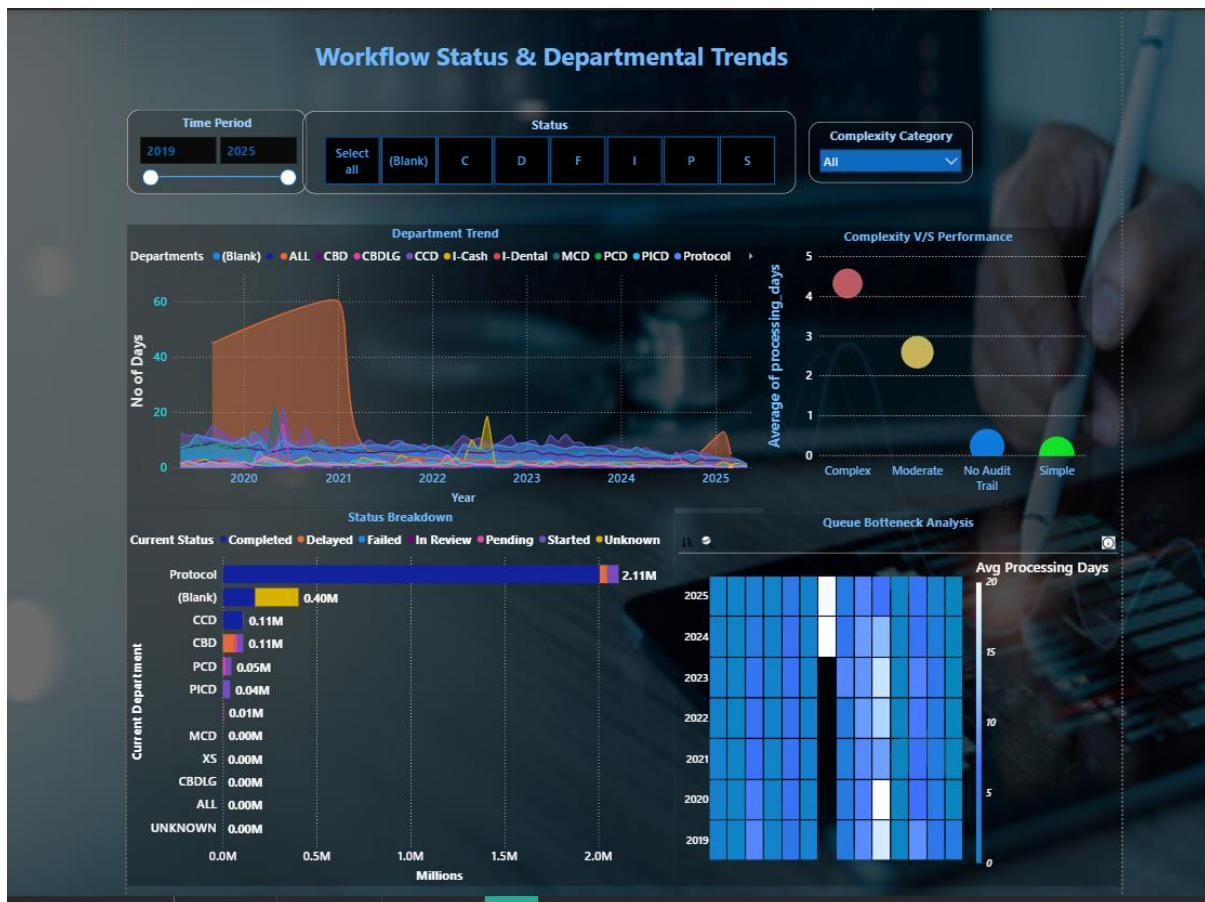 Workflow Status & Departmental Trends
Time Period
2019 2025
Status
Select all (Blank) C D F I P S
Complexity Category
All
Department Trend
Departments (Blank) ALL CBD CBDLG CCD I-Cash I-Dental MCD PCD PICD Protocol
No of Days
60
40
20
0
2020 2021 2022 2023 2024 2025
Year
Complexity V/S Performance
Average of processing_days
5
4
3
2
1
0
Complex Moderate No Audit Trail Simple
Status Breakdown
Current Status Completed Delayed Failed In Review Pending Started Unknown
Current Department
Protocol 2.11M
(Blank) 0.40M
CCD 0.11M
CBD 0.11M
PCD 0.05M
PICD 0.04M
0.01M
MCD 0.00M
XS 0.00M
CBDLG 0.00M
ALL 0.00M
UNKNOWN 0.00M
0.0M 0.5M 1.0M 1.5M 2.0M
Millions
Queue Botteneck Analysis
Avg Processing Days
2025
2024
2023
2022
2021
2020
2019
20
15
10
5
0